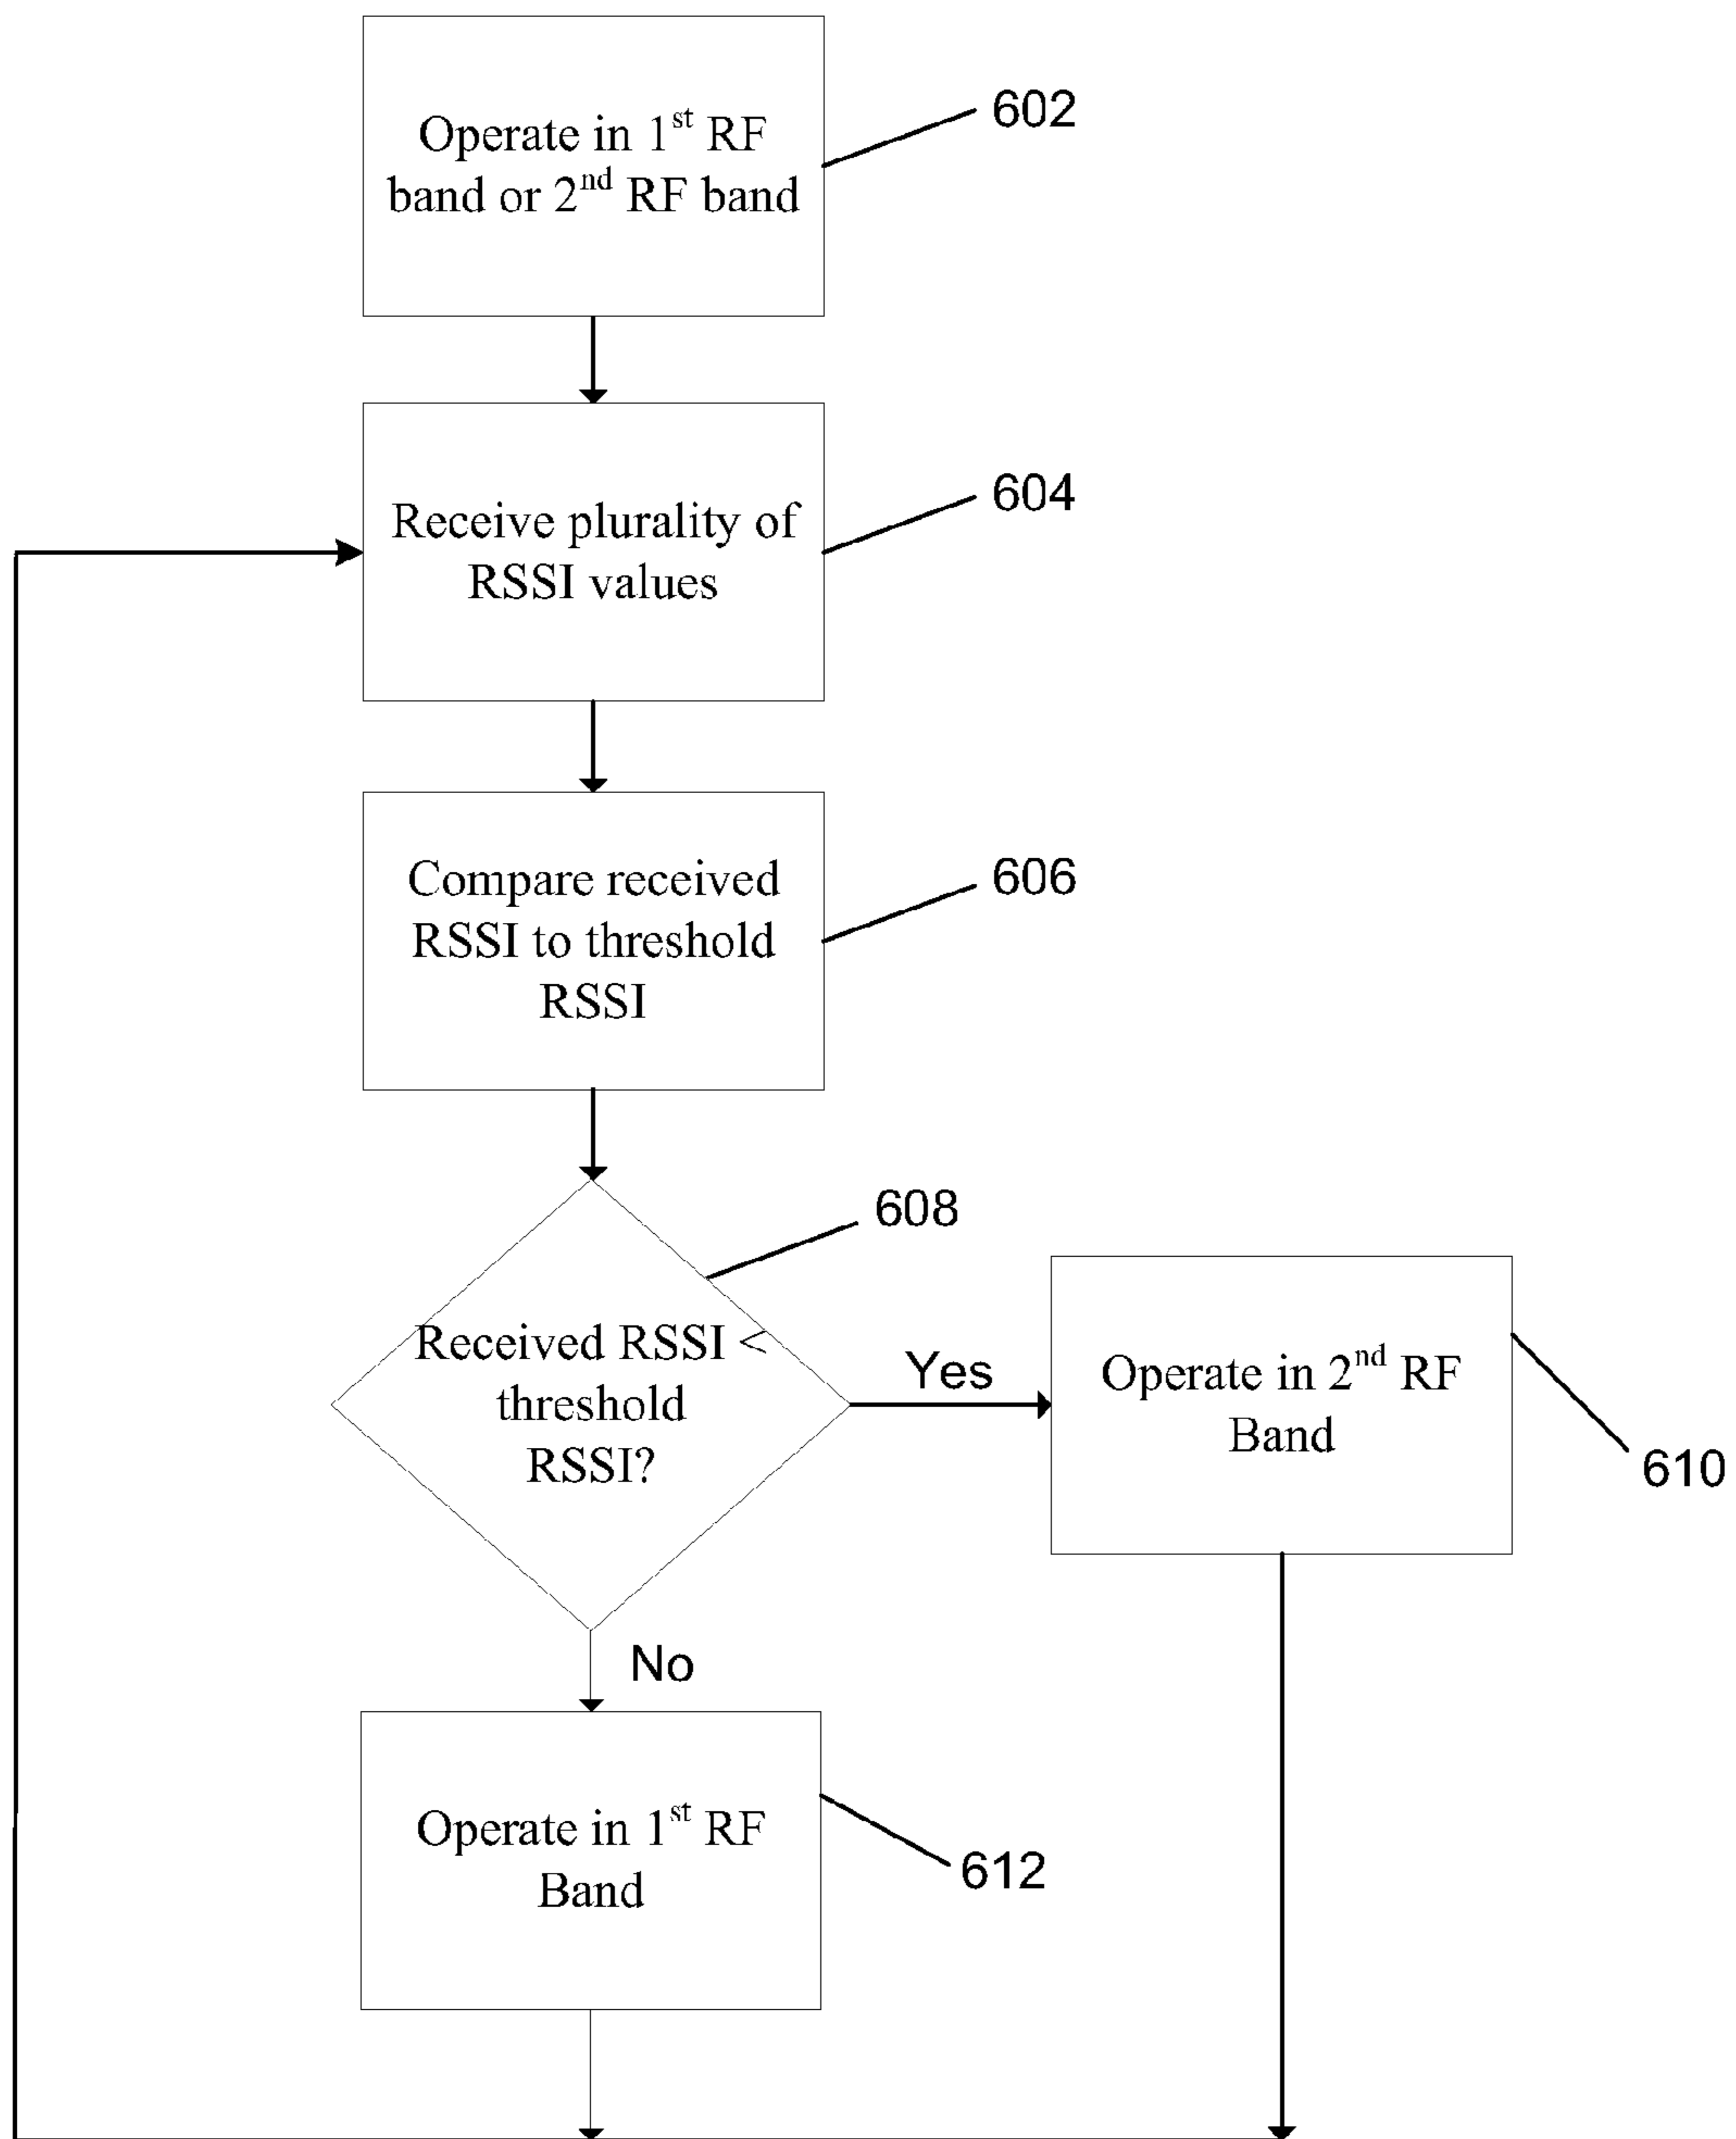 Operate in 1st RF
band or 2nd RF band
602
Receive plurality of
RSSI values
604
Compare received
RSSI to threshold
RSSI
606
608
Received RSSI <
threshold
RSSI?
Yes
Operate in 2nd RF
Band
610
No
Operate in 1st RF
Band
612